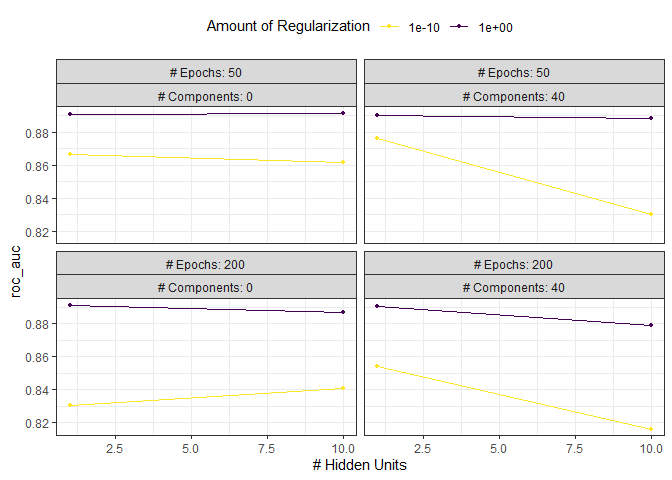 Amount of Regularization 1e-10 1e+00
# Epochs: 50
# Components: 0
# Epochs: 50
# Components: 40
0.88
0.86
0.84
0.82
# Epochs: 200
# Components: 0
# Epochs: 200
# Components: 40
0.88
0.86
0.84
0.82
roc_auc
2.5 5.0 7.5 10.0
2.5 5.0 7.5 10.0
# Hidden Units